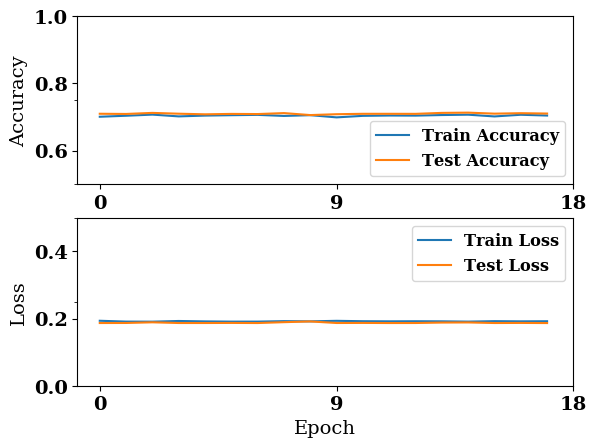 1.0
0.8
0.6
Accuracy
Train Accuracy
Test Accuracy
0 9 18
0.4
0.2
0.0
Loss
Train Loss
Test Loss
0 9 18
Epoch